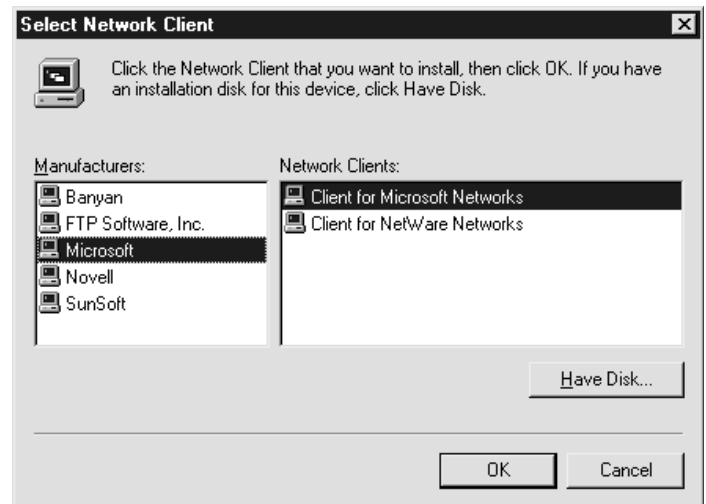 Select Network Client
Click the Network Client that you want to install, then click OK. If you have
an installation disk for this device, click Have Disk.
Manufacturers:
Banyan
FTP Software, Inc.
Microsoft
Novell
SunSoft
Network Clients:
Client for Microsoft Networks
Client for NetWare Networks
Have Disk...
OK
Cancel